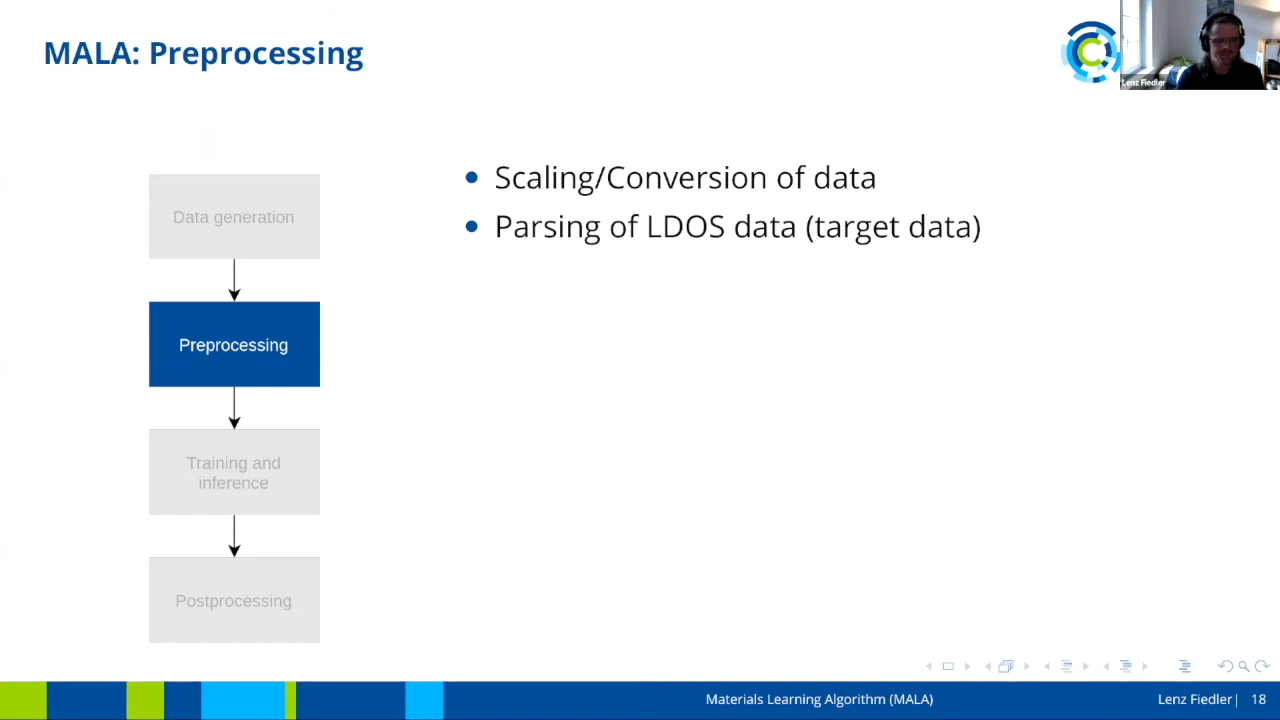 MALA: Preprocessing
Lenz Fiedler
Data generation
Preprocessing
Training and
inference
Postprocessing
• Scaling/Conversion of data
• Parsing of LDOS data (target data)
Materials Learning Algorithm (MALA)
Lenz Fiedler| 18